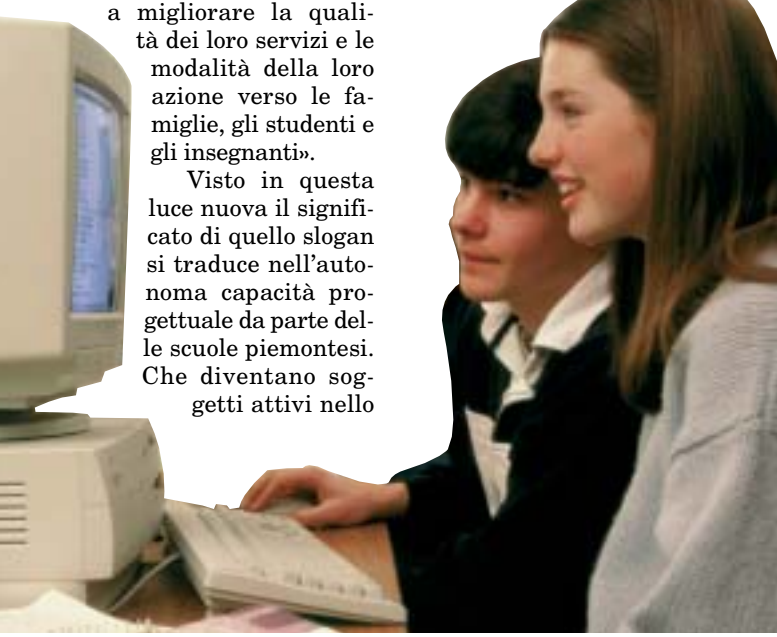 a migliorare la quali-
tà dei loro servizi e le
modalità della loro
azione verso le fa-
miglie, gli studenti e
gli insegnanti».
Visto in questa
luce nuova il signifi-
cato di quello slogan
si traduce nell'auto-
noma capacità pro-
gettuale da parte del-
le scuole piemontesi.
Che diventano sog-
getti attivi nello